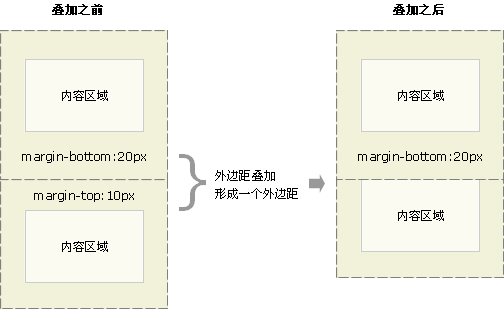 叠加之前
内容区域
margin-bottom:20px
margin-top:10px
内容区域
外边距叠加
形成一个外边距
叠加之后
内容区域
margin-bottom:20px
内容区域